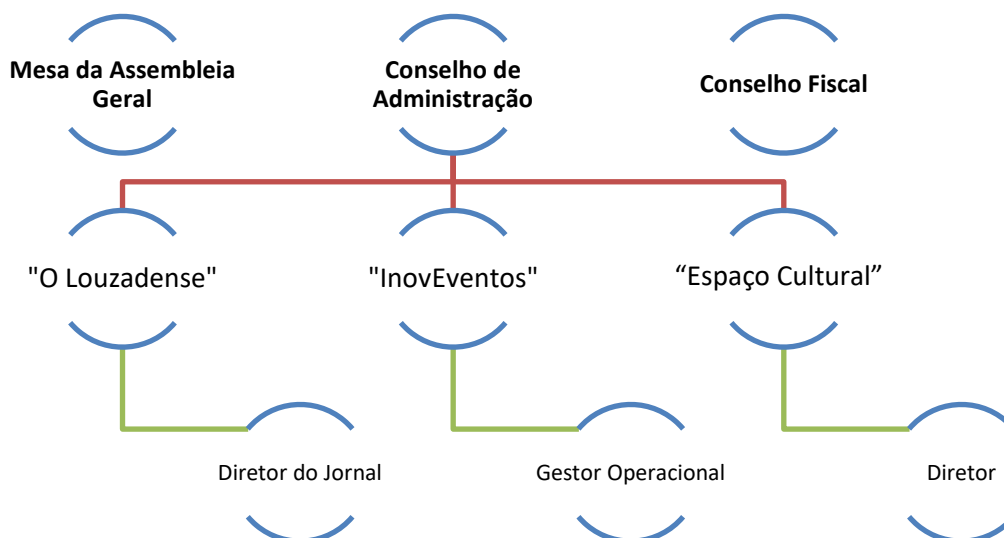 Mesa da Assembleia
Geral
Conselho de
Administração
Conselho Fiscal
"O Louzadense"
"InovEventos"
“Espaço Cultural”
Diretor do Jornal
Gestor Operacional
Diretor